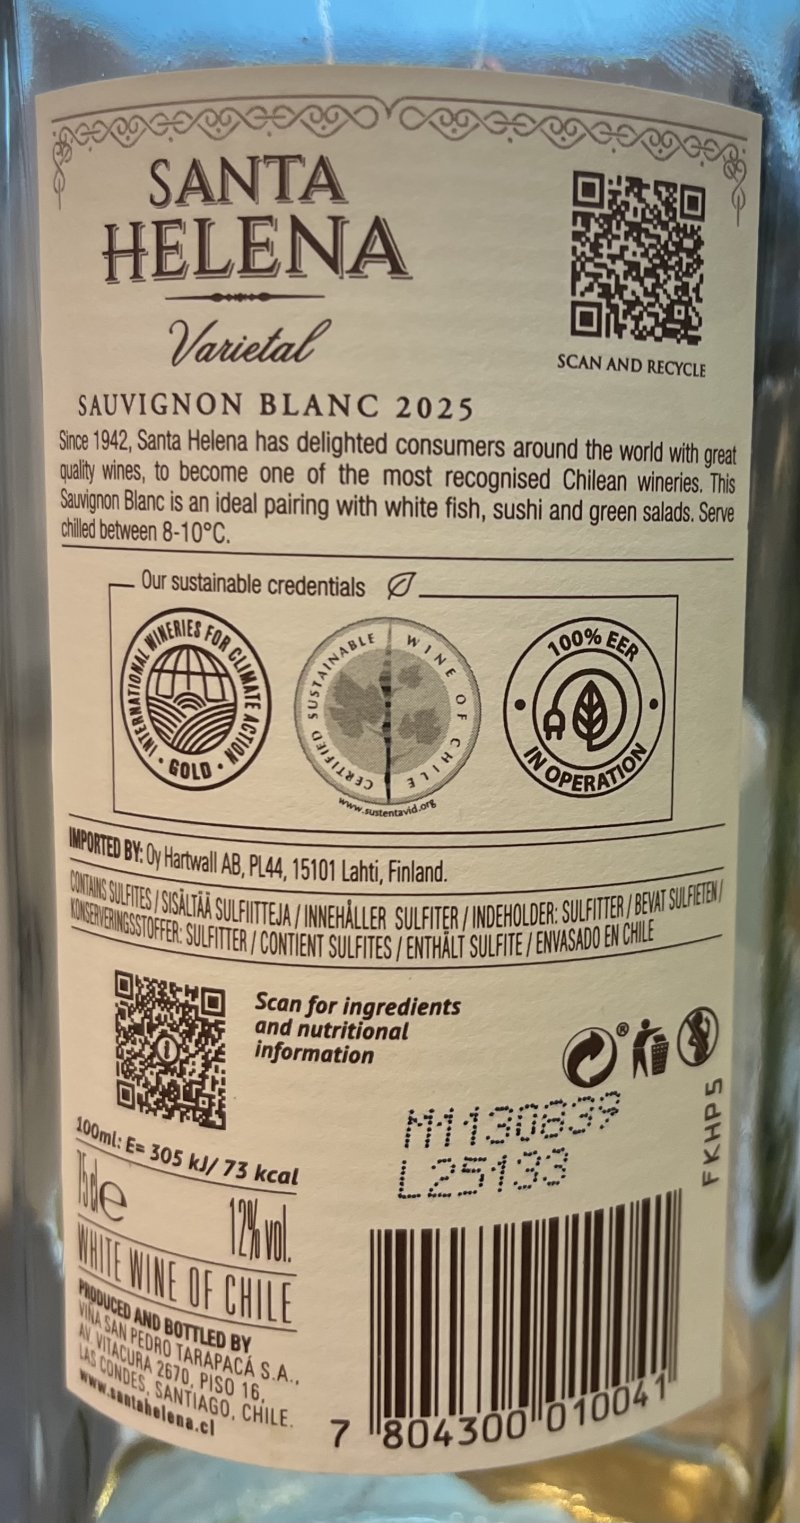 SANTA
HELENA
Varietal
SCAN AND RECYCLE
SAUVIGNON BLANC 2025
Since 1942, Santa Helena has delighted consumers around the world with great
quality wines, to become one of the most recognised Chilean wineries. This
Sauvignon Blanc is an ideal pairing with white fish, sushi and green salads. Serve
chilled between 8-10°C.
Our sustainable credentials
INTERNATIONAL WINERIES FOR CLIMATE ACTION
• GOLD •
CERTIFIED SUSTAINABLE WINE OF CHILE
www.sustentavid.org
100% EER
IN OPERATION
IMPORTED BY: Oy Hartwall AB, PL44, 15101 Lahti, Finland.
CONTAINS SULFITES / SISÄLTÄÄ SULFIITTEJA / INNEHÅLLER SULFITER / INDEHOLDER: SULFITTER / BEVAT SULFIETEN /
KONSERVERINGSSTOFFER: SULFITTER / CONTIENT SULFITES / ENTHÄLT SULFITE / ENVASADO EN CHILE
Scan for ingredients
and nutritional
information
®
FKHP5
M1130839
L25133
100ml: E= 305 kJ/ 73 kcal
75cl e
12% vol.
WHITE WINE OF CHILE
PRODUCED AND BOTTLED BY
VIÑA SAN PEDRO TARAPACÁ S.A.,
AV. VITACURA 2670, PISO 16,
LAS CONDES, SANTIAGO, CHILE.
www.santahelena.cl
7 804300 010041